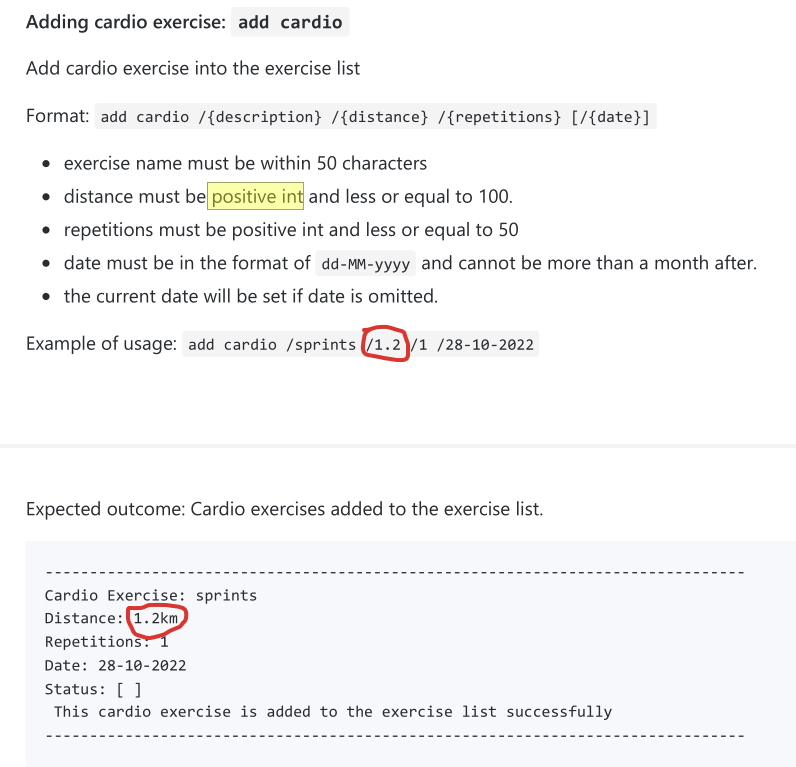 Adding cardio exercise: add cardio
Add cardio exercise into the exercise list
Format: add cardio /{description} /{distance} /{repetitions} [/{date}]
• exercise name must be within 50 characters
• distance must be positive int and less or equal to 100.
• repetitions must be positive int and less or equal to 50
• date must be in the format of dd-MM-yyyy and cannot be more than a month after.
• the current date will be set if date is omitted.
Example of usage: add cardio /sprints /1.2 /1 /28-10-2022
Expected outcome: Cardio exercises added to the exercise list.
-------------------------------------------------------------------------------
Cardio Exercise: sprints
Distance: 1.2km
Repetitions: 1
Date: 28-10-2022
Status: [ ]
This cardio exercise is added to the exercise list successfully
-------------------------------------------------------------------------------